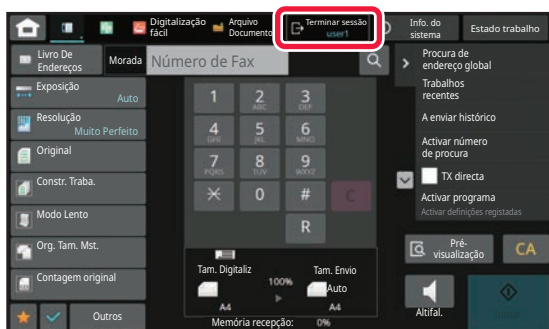 Digitalização
fácil
Arquivo
Documento
Terminar sessão
user1
Info. do
sistema
Estado trabalho
Livro De
Endereços
Morada
Número de Fax
Procura de
endereço global
Trabalhos
recentes
A enviar histórico
Activar número
de procura
TX directa
Activar programa
Activar definições registadas
Exposição
Auto
Resolução
Muito Perfeito
Original
Constr. Traba.
Modo Lento
Org. Tam. Mst.
Contagem original
Outros
1
2 ABC
3 DEF
4 GHI
5 JKL
6 MNO
7 PQRS
8 TUV
9 WXYZ
0
#
C
R
Tam. Digitaliz
100%
Tam. Envio
Auto
A4
A4
Memória recepção: 0%
Pré-
visualização
CA
Altifal.